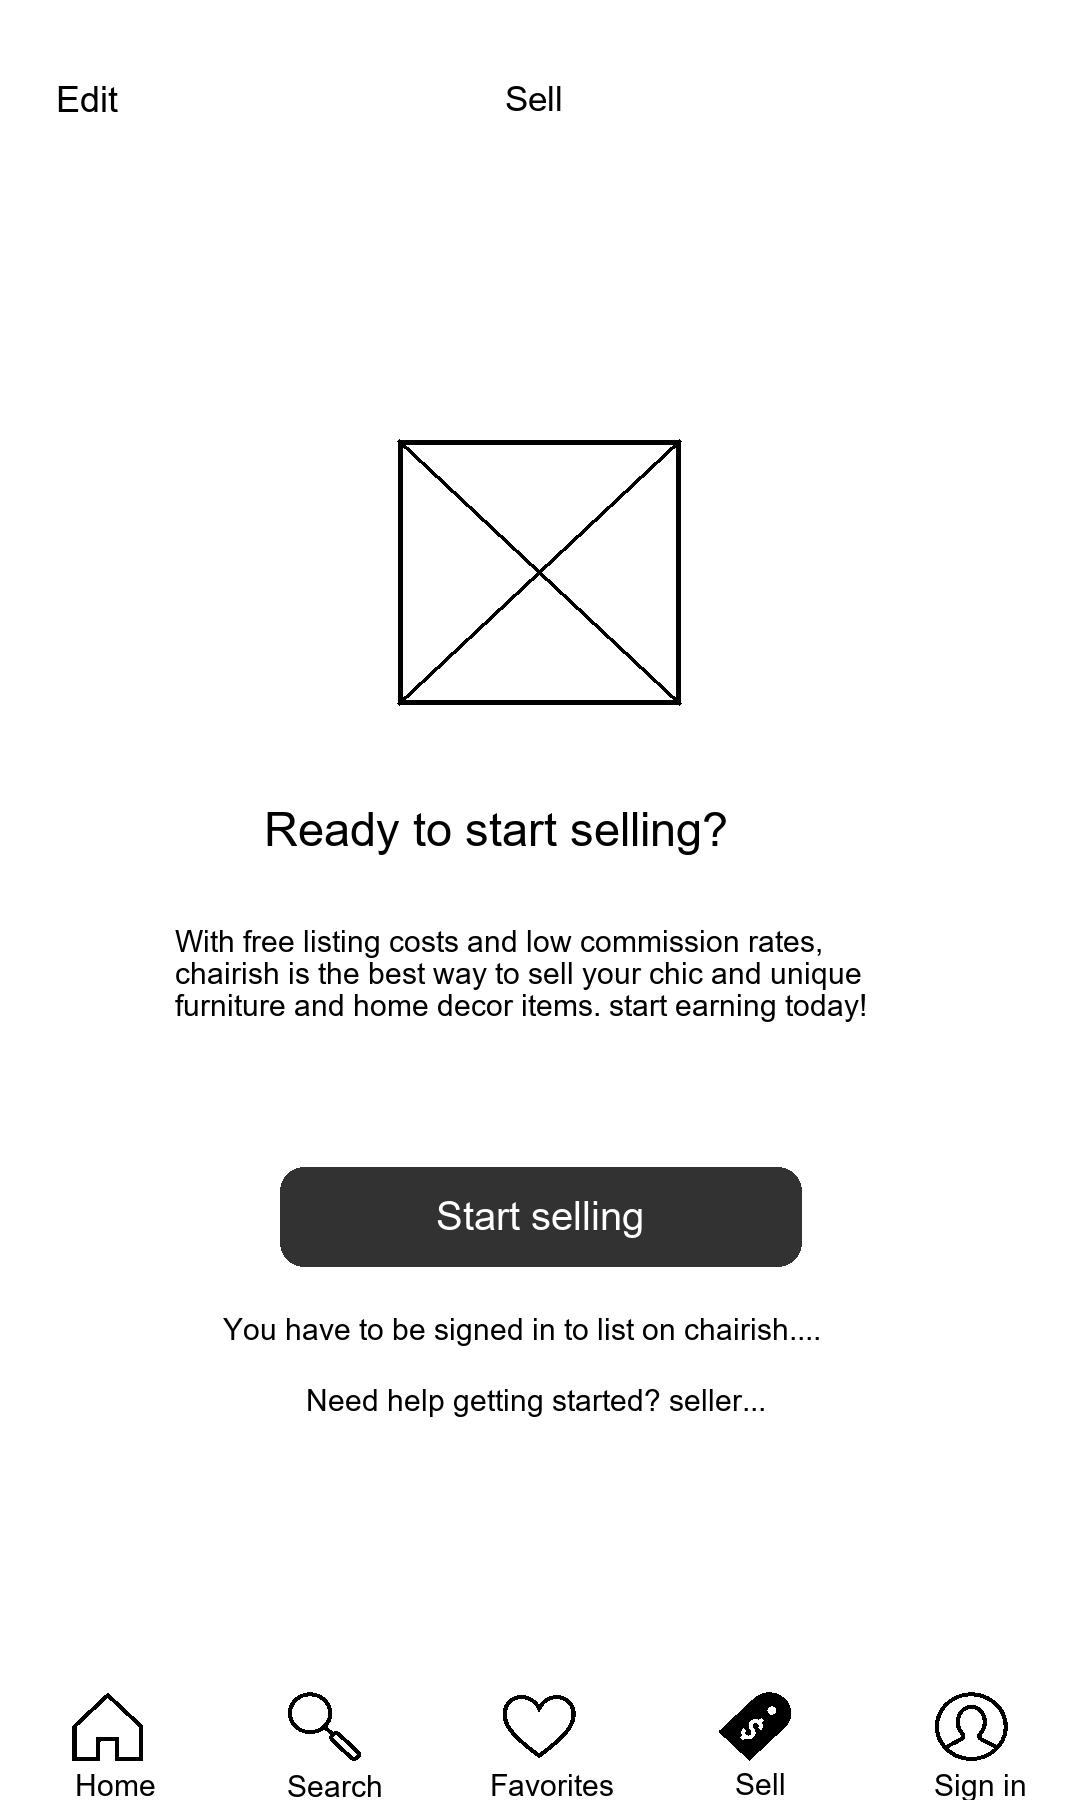 Edit
Sell
Ready to start selling?
With free listing costs and low commission rates,
chairish is the best way to sell your chic and unique
furniture and home decor items. start earning today!
Start selling
You have to be signed in to list on chairish....
Need help getting started? seller...
$
Home
Search
Favorites
Sell
Sign in